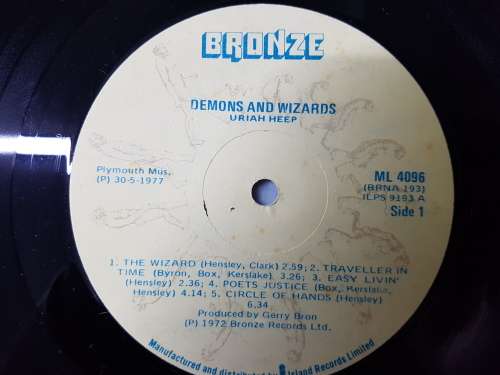 BRONZE
DEMONS AND WIZARDS
URIAH HEEP
Plymouth Mus.
(P) 30-5-1977
ML 4096
(BRNA 193)
ILPS 9193 A
Side 1
1. THE WIZARD (Hensley, Clark) 2.59; 2. TRAVELLER IN
TIME (Byron, Box, Kerslake) 3.26; 3. EASY LIVIN'
(Hensley) 2.36; 4. POETS JUSTICE (Box, Kerslake,
Hensley) 4.14; 5. CIRCLE OF HANDS (Hensley)
6.34
Produced by Gerry Bron
(P) 1972 Bronze Records Ltd.
Manufactured and distributed by Island Records Limited